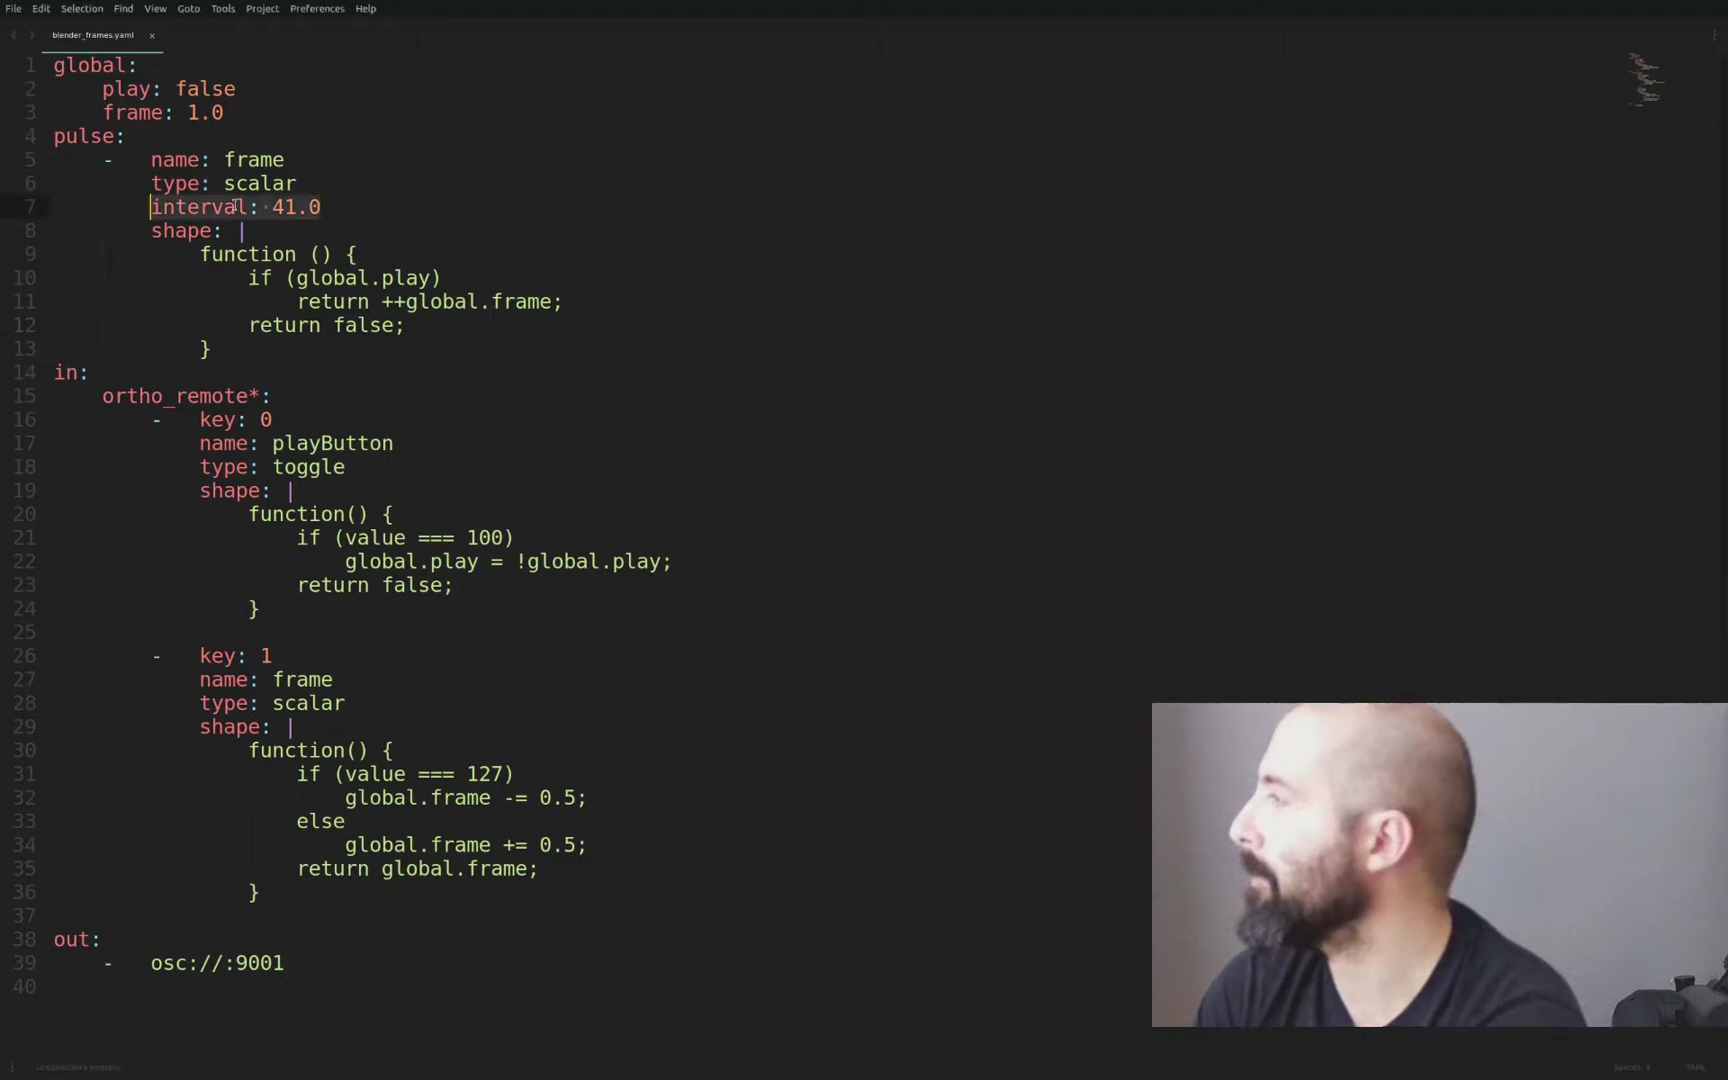 File Edit Selection Find View Goto Tools Project Preferences Help
blender_frames.yaml ×
1 global:
2 play: false
3 frame: 1.0
4 pulse:
5 - name: frame
6 type: scalar
7 interval: 41.0
8 shape: |
9 function () {
10 if (global.play)
11 return ++global.frame;
12 return false;
13 }
14 in:
15 ortho_remote*:
16 - key: 0
17 name: playButton
18 type: toggle
19 shape: |
20 function() {
21 if (value === 100)
22 global.play = !global.play;
23 return false;
24 }
25
26 - key: 1
27 name: frame
28 type: scalar
29 shape: |
30 function() {
31 if (value === 127)
32 global.frame -= 0.5;
33 else
34 global.frame += 0.5;
35 return global.frame;
36 }
37
38 out:
39 - osc://:9001
40
Spaces: 4 YAML